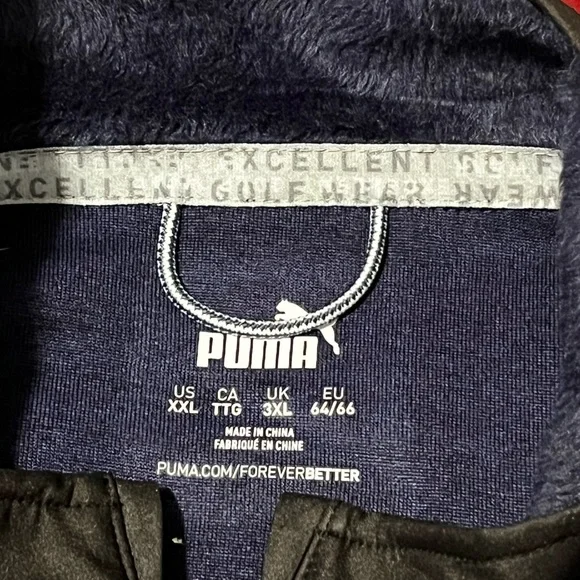 EXCELLENT GOLF
EXCELLENT GOLF WEAR WEAR
PUMA
US CA UK EU
XXL TTG 3XL 64/66
MADE IN CHINA
FABRIQUÉ EN CHINE
PUMA.COM/FOREVERBETTER